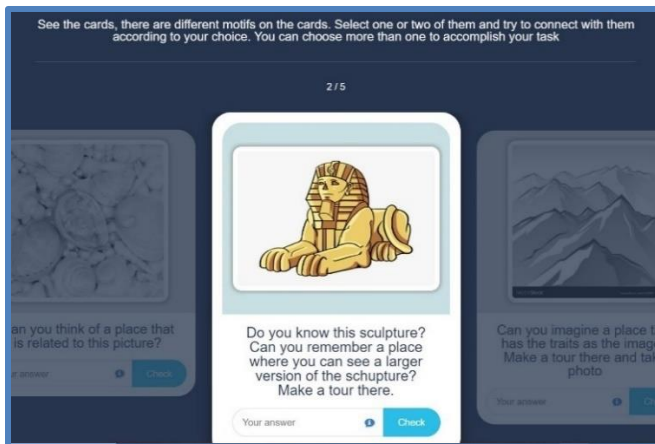 See the cards, there are different motifs on the cards. Select one or two of them and try to connect with them
according to your choice. You can choose more than one to accomplish your task
2 / 5
an you think of a place that
is related to this picture?
r answer
Check
Do you know this sculpture?
Can you remember a place
where you can see a larger
version of the schupture?
Make a tour there.
Your answer
Check
Can you imagine a place t
has the traits as the imag
Make a tour there and tak
photo
Your answer